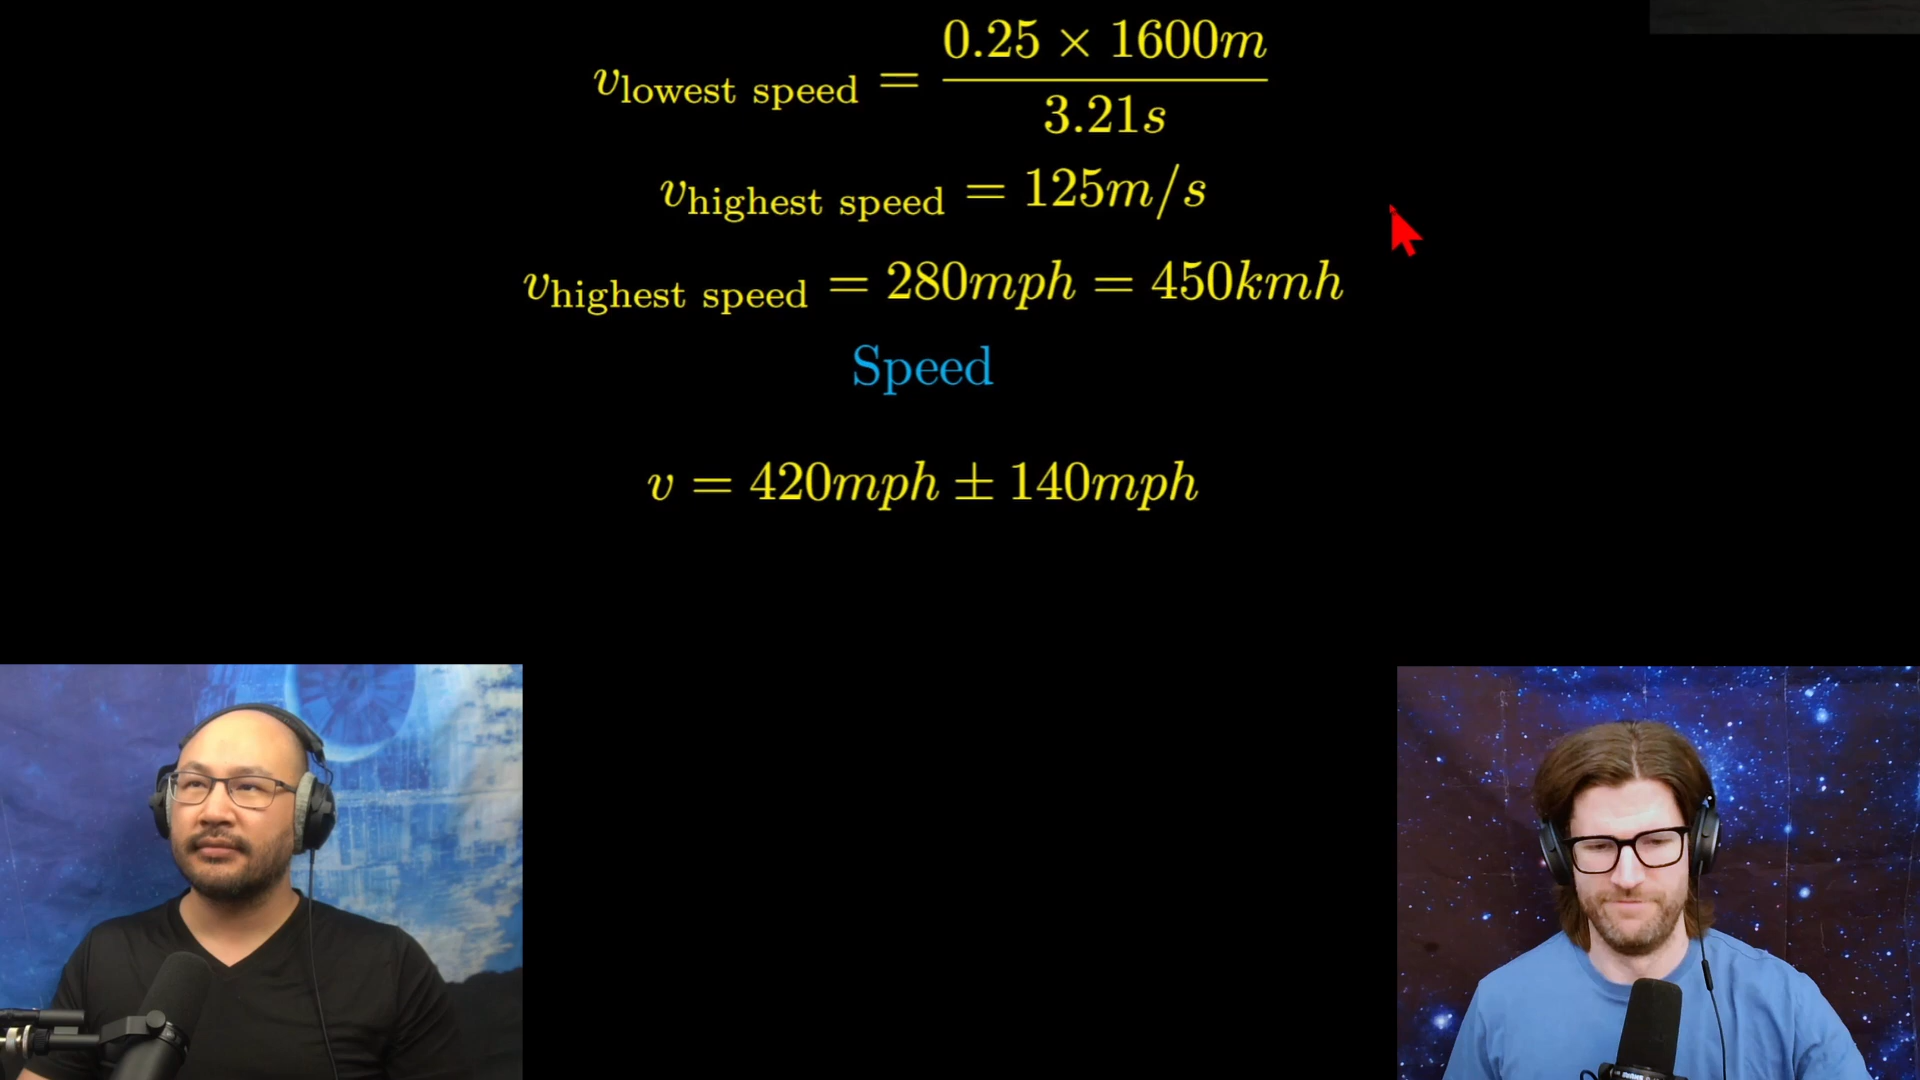 v_lowest speed = 0.25 × 1600m / 3.21s
v_highest speed = 125m/s
v_highest speed = 280mph = 450kmh
Speed
v = 420mph ± 140mph